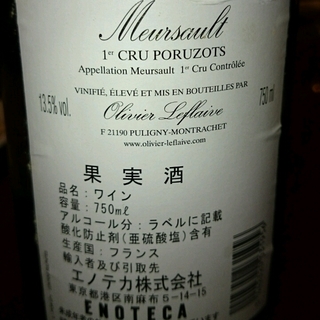 Meursault
1er CRU PORUZOTS
Appellation Meursault 1er Cru Contrôlée
VINIFIÉ, ÉLEVÉ ET MIS EN BOUTEILLES PAR
13.5% vol.
Olivier Leflaive
750 ml
F 21190 PULIGNY-MONTRACHET
www.olivier-leflaive.com
果実酒
品名：ワイン
容量：750mℓ
アルコール分：ラベルに記載
酸化防止剤(亜硫酸塩)含有
生産国：フランス
輸入者及び引取先
エノテカ株式会社
東京都港区南麻布5-14-15
ENOTECA